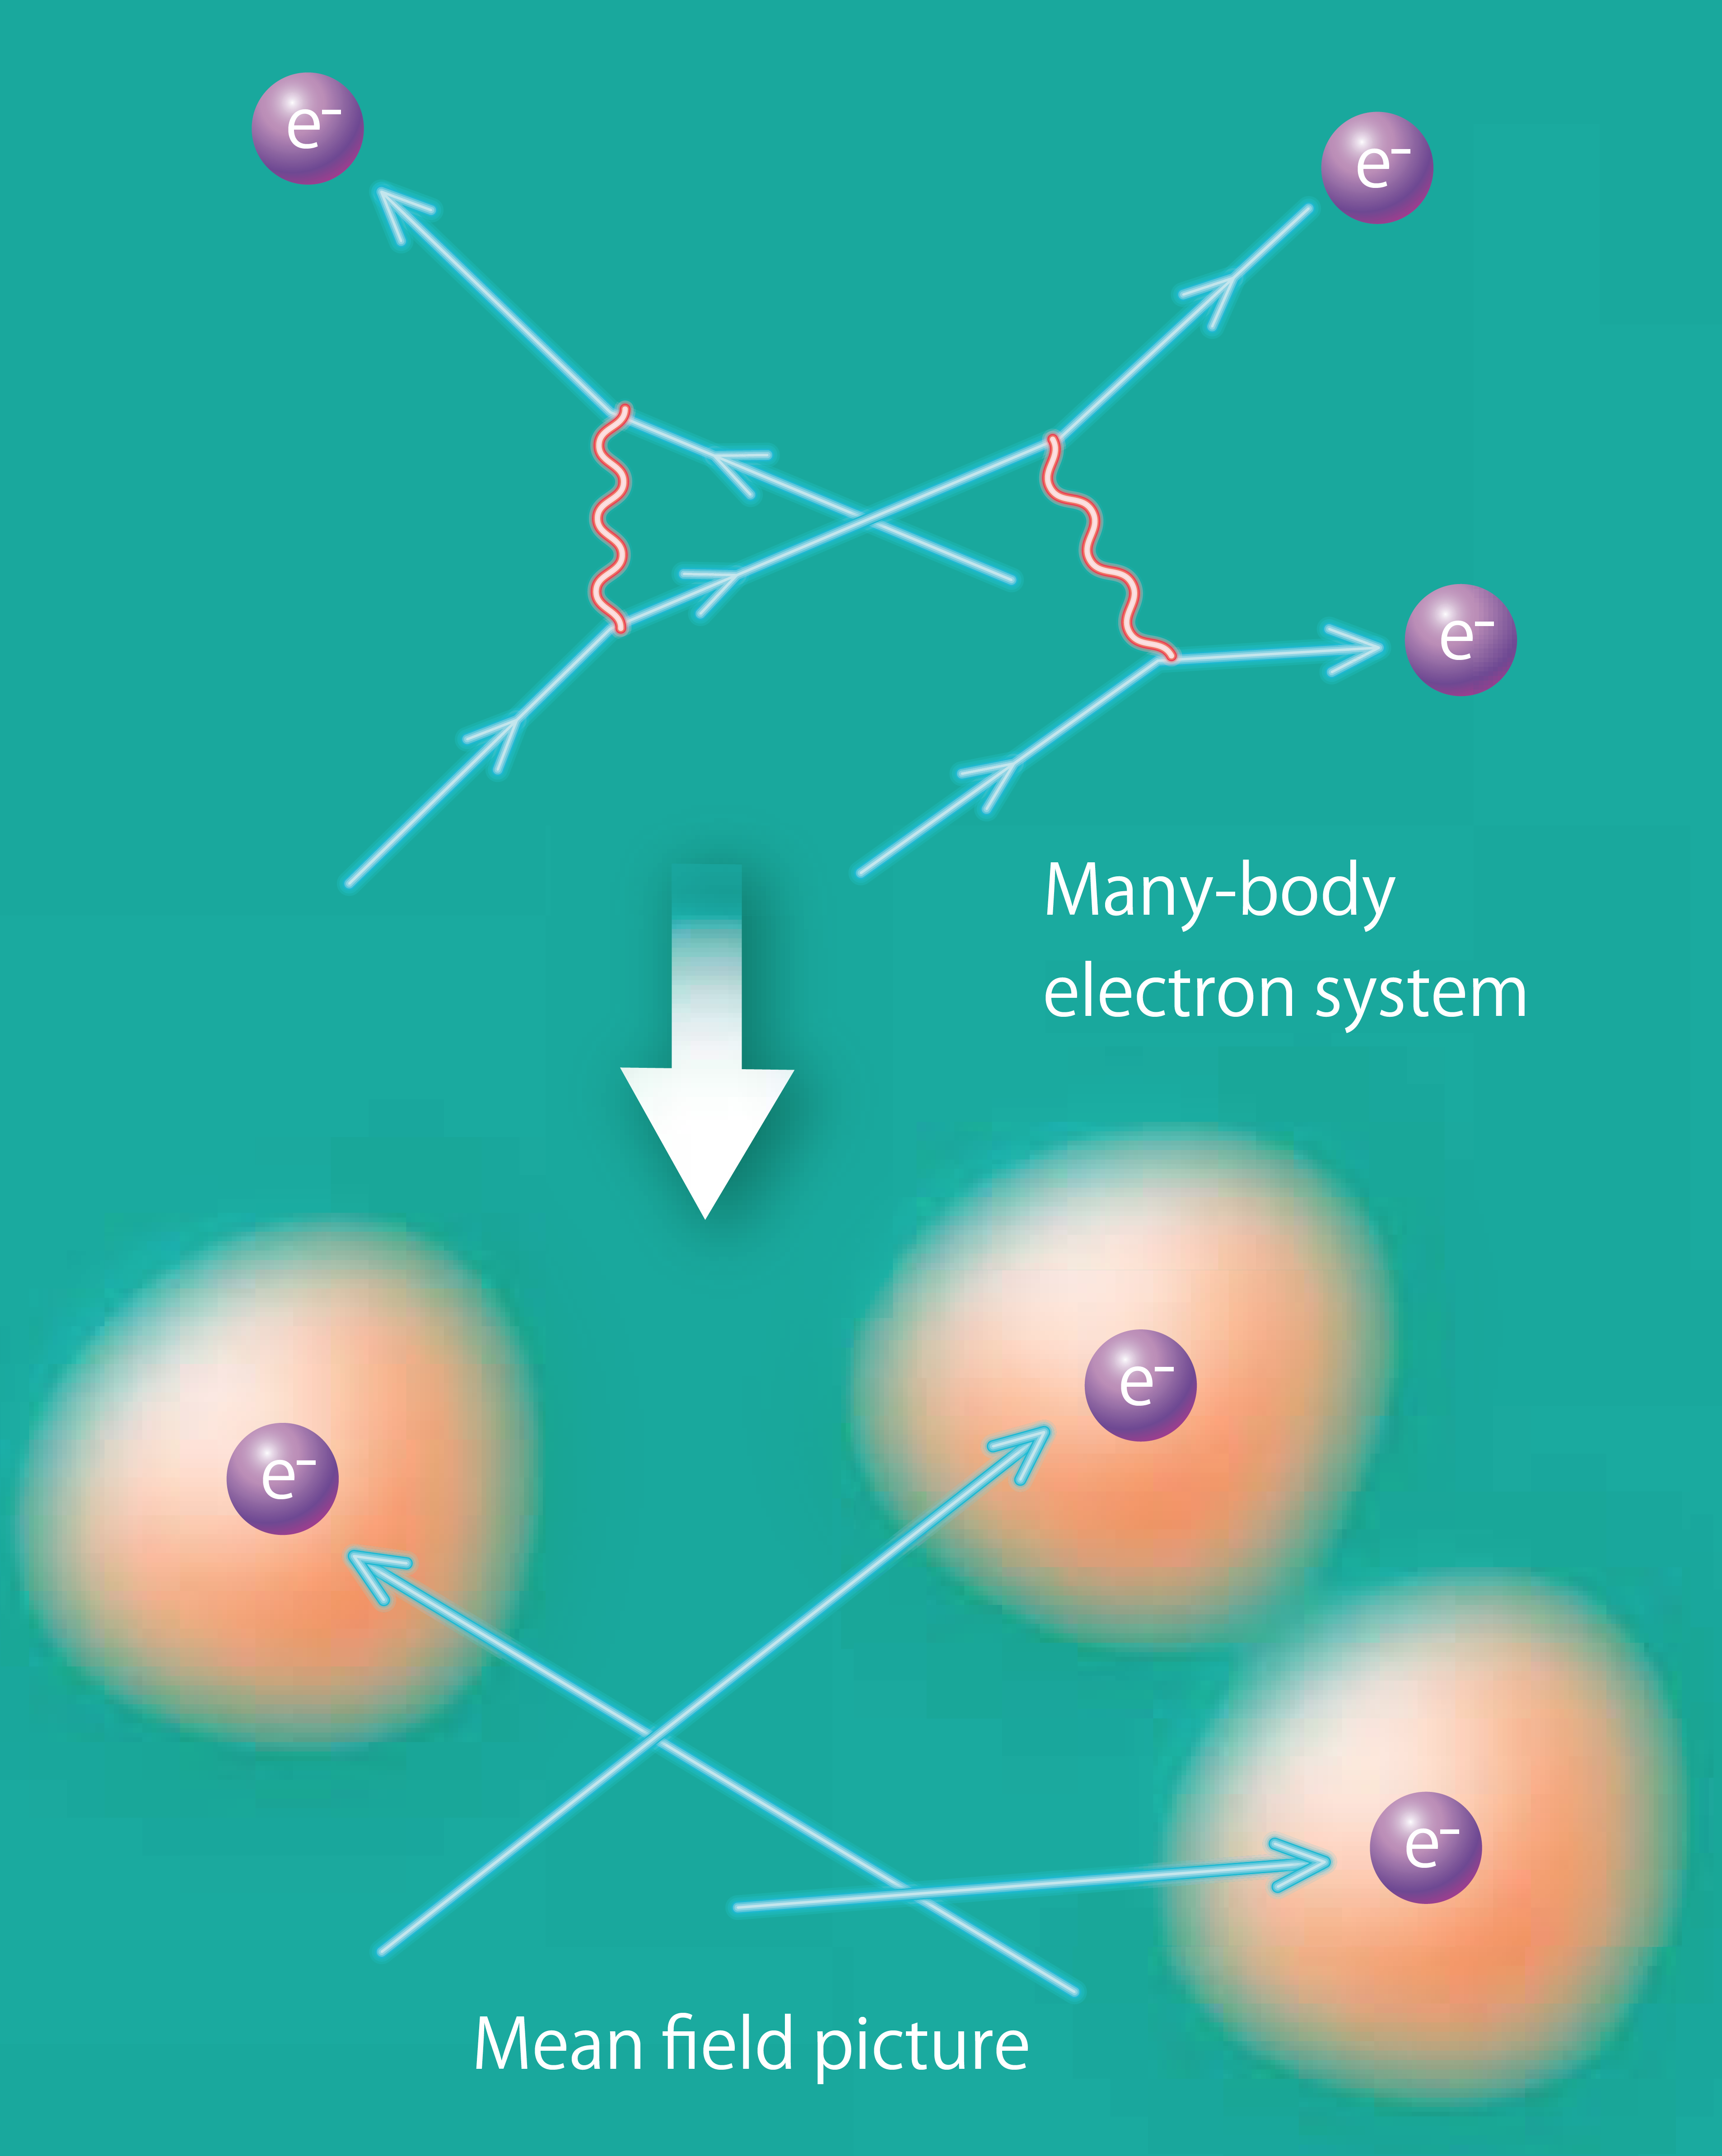 e⁻
e⁻
e⁻
Many-body
electron system
e⁻
e⁻
e⁻
Mean field picture